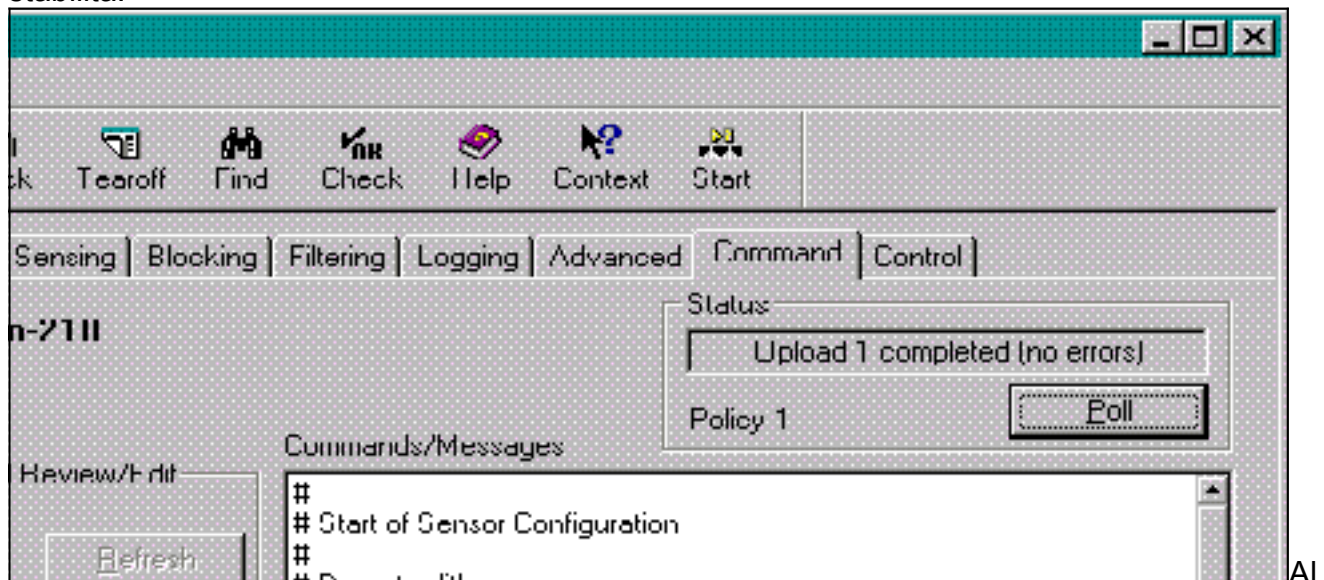 Tearoff Find Check Help Context Start
Sensing Blocking Filtering Logging Advanced Command Control
Status
Upload 1 completed (no errors)
Policy 1 Poll
Commands/Messages
Review/Edit
#
# Start of Sensor Configuration
Refresh #
#
Al